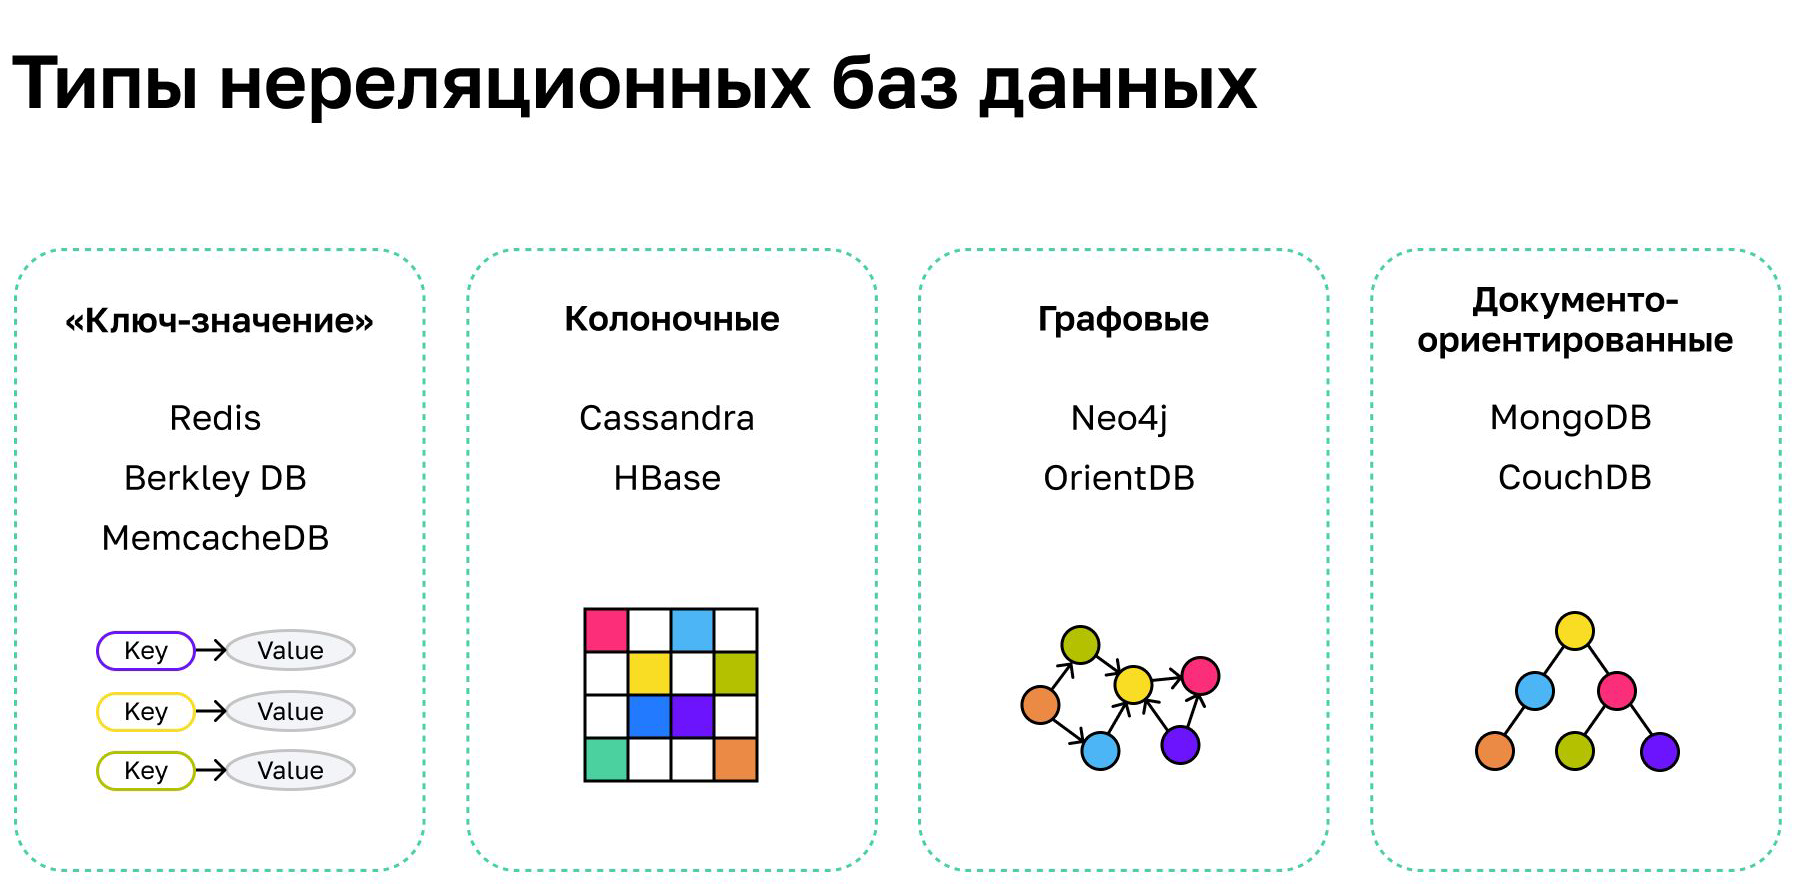 Типы нереляционных баз данных
«Ключ-значение»
Redis
Berkley DB
MemcacheDB
Key
Value
Key
Value
Key
Value
Колоночные
Cassandra
HBase
Графовые
Neo4j
OrientDB
Документо-
ориентированные
MongoDB
CouchDB